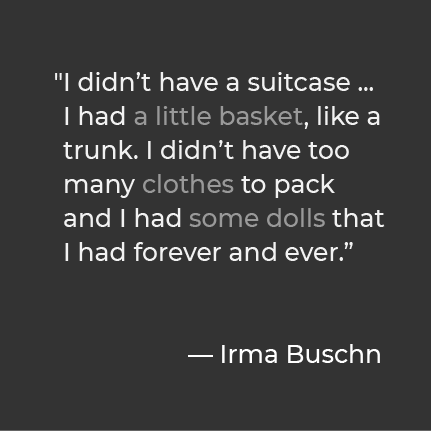 "I didn’t have a suitcase ...
I had a little basket, like a
trunk. I didn’t have too
many clothes to pack
and I had some dolls that
I had forever and ever.”
— Irma Buschn